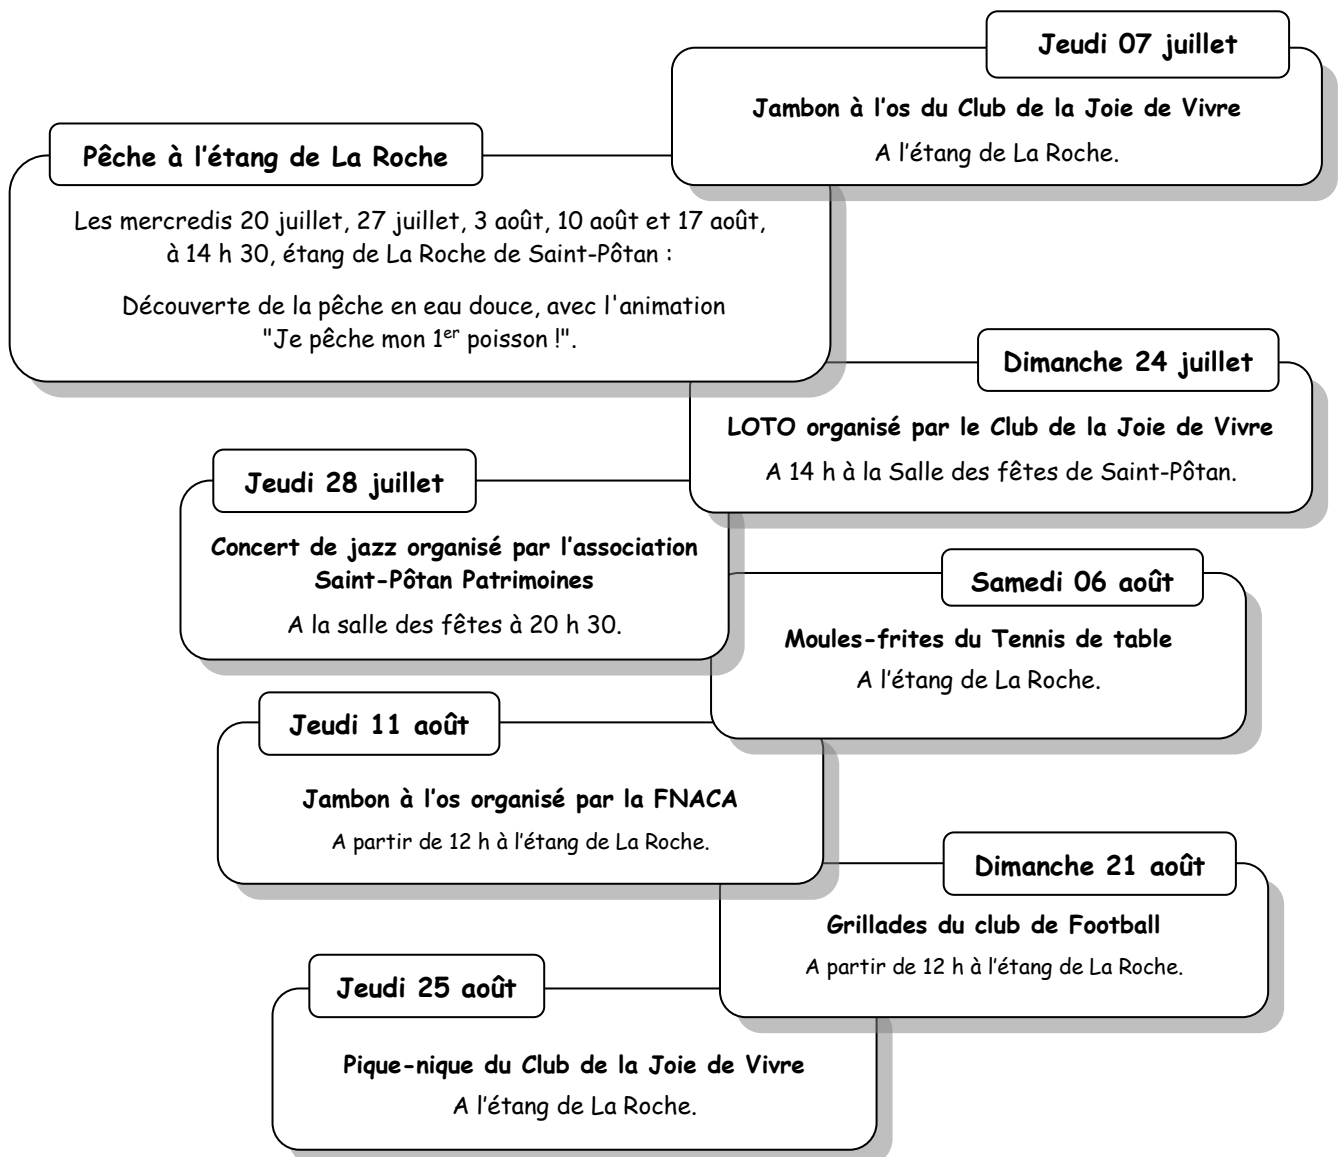 Jeudi 07 juillet
Jambon à l'os du Club de la Joie de Vivre
A l'étang de La Roche.
Pêche à l'étang de La Roche
Les mercredis 20 juillet, 27 juillet, 3 août, 10 août et 17 août,
à 14 h 30, étang de La Roche de Saint-Pôtan :
Découverte de la pêche en eau douce, avec l'animation
"Je pêche mon 1er poisson !".
Dimanche 24 juillet
LOTO organisé par le Club de la Joie de Vivre
A 14 h à la Salle des fêtes de Saint-Pôtan.
Jeudi 28 juillet
Concert de jazz organisé par l'association
Saint-Pôtan Patrimoines
A la salle des fêtes à 20 h 30.
Samedi 06 août
Moules-frites du Tennis de table
A l'étang de La Roche.
Jeudi 11 août
Jambon à l'os organisé par la FNACA
A partir de 12 h à l'étang de La Roche.
Dimanche 21 août
Grillades du club de Football
A partir de 12 h à l'étang de La Roche.
Jeudi 25 août
Pique-nique du Club de la Joie de Vivre
A l'étang de La Roche.